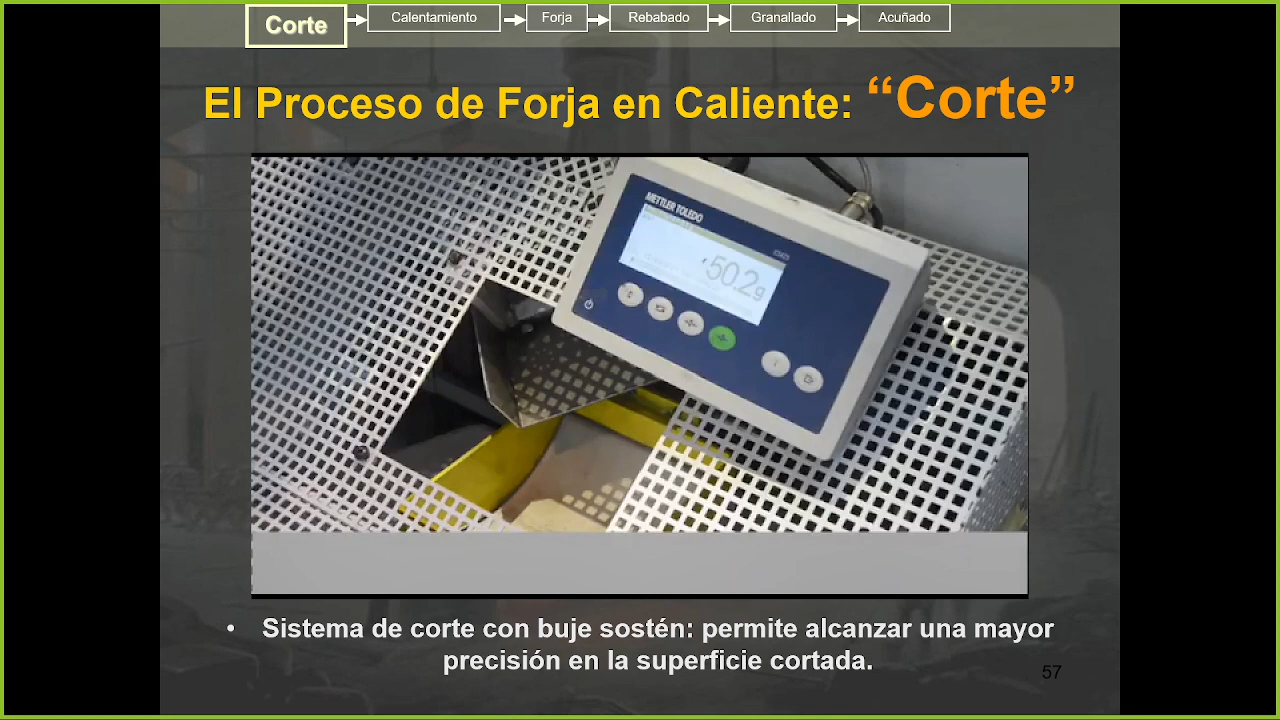 Corte
Calentamiento
Forja
Rebabado
Granallado
Acuñado
El Proceso de Forja en Caliente: “Corte”
METTLER TOLEDO
50.2g
Sistema de corte con buje sostén: permite alcanzar una mayor
precisión en la superficie cortada.
57